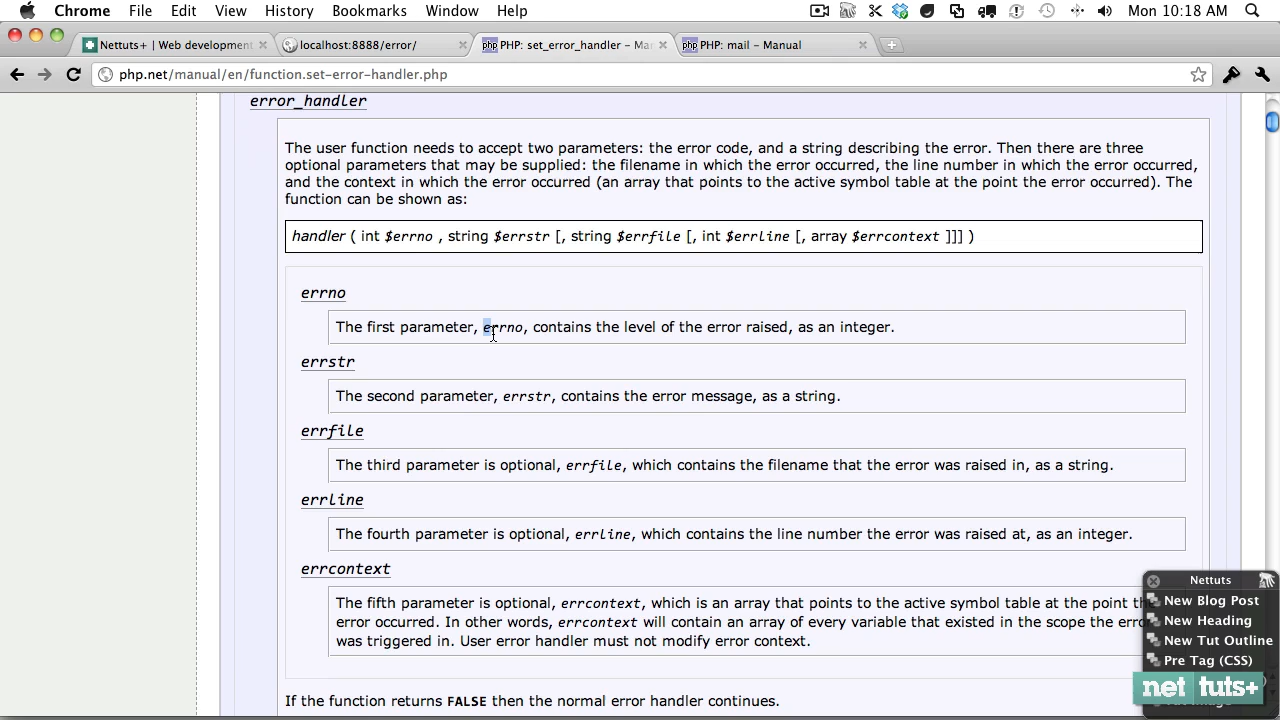 Chrome File Edit View History Bookmarks Window Help Mon 10:18 AM
Nettuts+ | Web development localhost:8888/error/ php PHP: set_error_handler – Ma php PHP: mail – Manual
php.net/manual/en/function.set-error-handler.php
error_handler
The user function needs to accept two parameters: the error code, and a string describing the error. Then there are three
optional parameters that may be supplied: the filename in which the error occurred, the line number in which the error occurred,
and the context in which the error occurred (an array that points to the active symbol table at the point the error occurred). The
function can be shown as:
handler ( int $errno , string $errstr [, string $errfile [, int $errline [, array $errcontext ]]] )
errno
The first parameter, errno, contains the level of the error raised, as an integer.
errstr
The second parameter, errstr, contains the error message, as a string.
errfile
The third parameter is optional, errfile, which contains the filename that the error was raised in, as a string.
errline
The fourth parameter is optional, errline, which contains the line number the error was raised at, as an integer.
errcontext
The fifth parameter is optional, errcontext, which is an array that points to the active symbol table at the point the
error occurred. In other words, errcontext will contain an array of every variable that existed in the scope the error
was triggered in. User error handler must not modify error context.
If the function returns FALSE then the normal error handler continues.
Nettuts
New Blog Post
New Heading
New Tut Outline
Pre Tag (CSS)
net tuts+